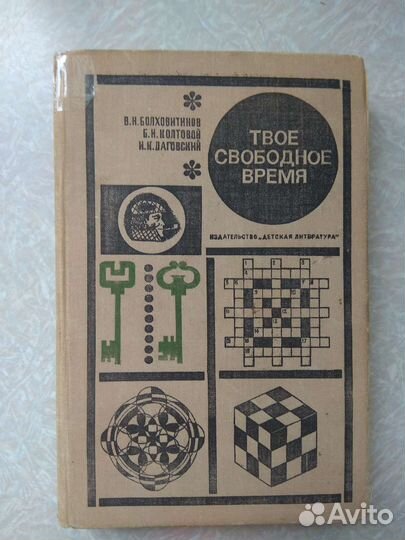 В. Н. БОЛХОВИТИНОВ
Б. И. КОЛТОВОЙ
И. К. ЛАГОВСКИЙ
ТВОЕ
СВОБОДНОЕ
ВРЕМЯ
ИЗДАТЕЛЬСТВО „ДЕТСКАЯ ЛИТЕРАТУРА"
Avito